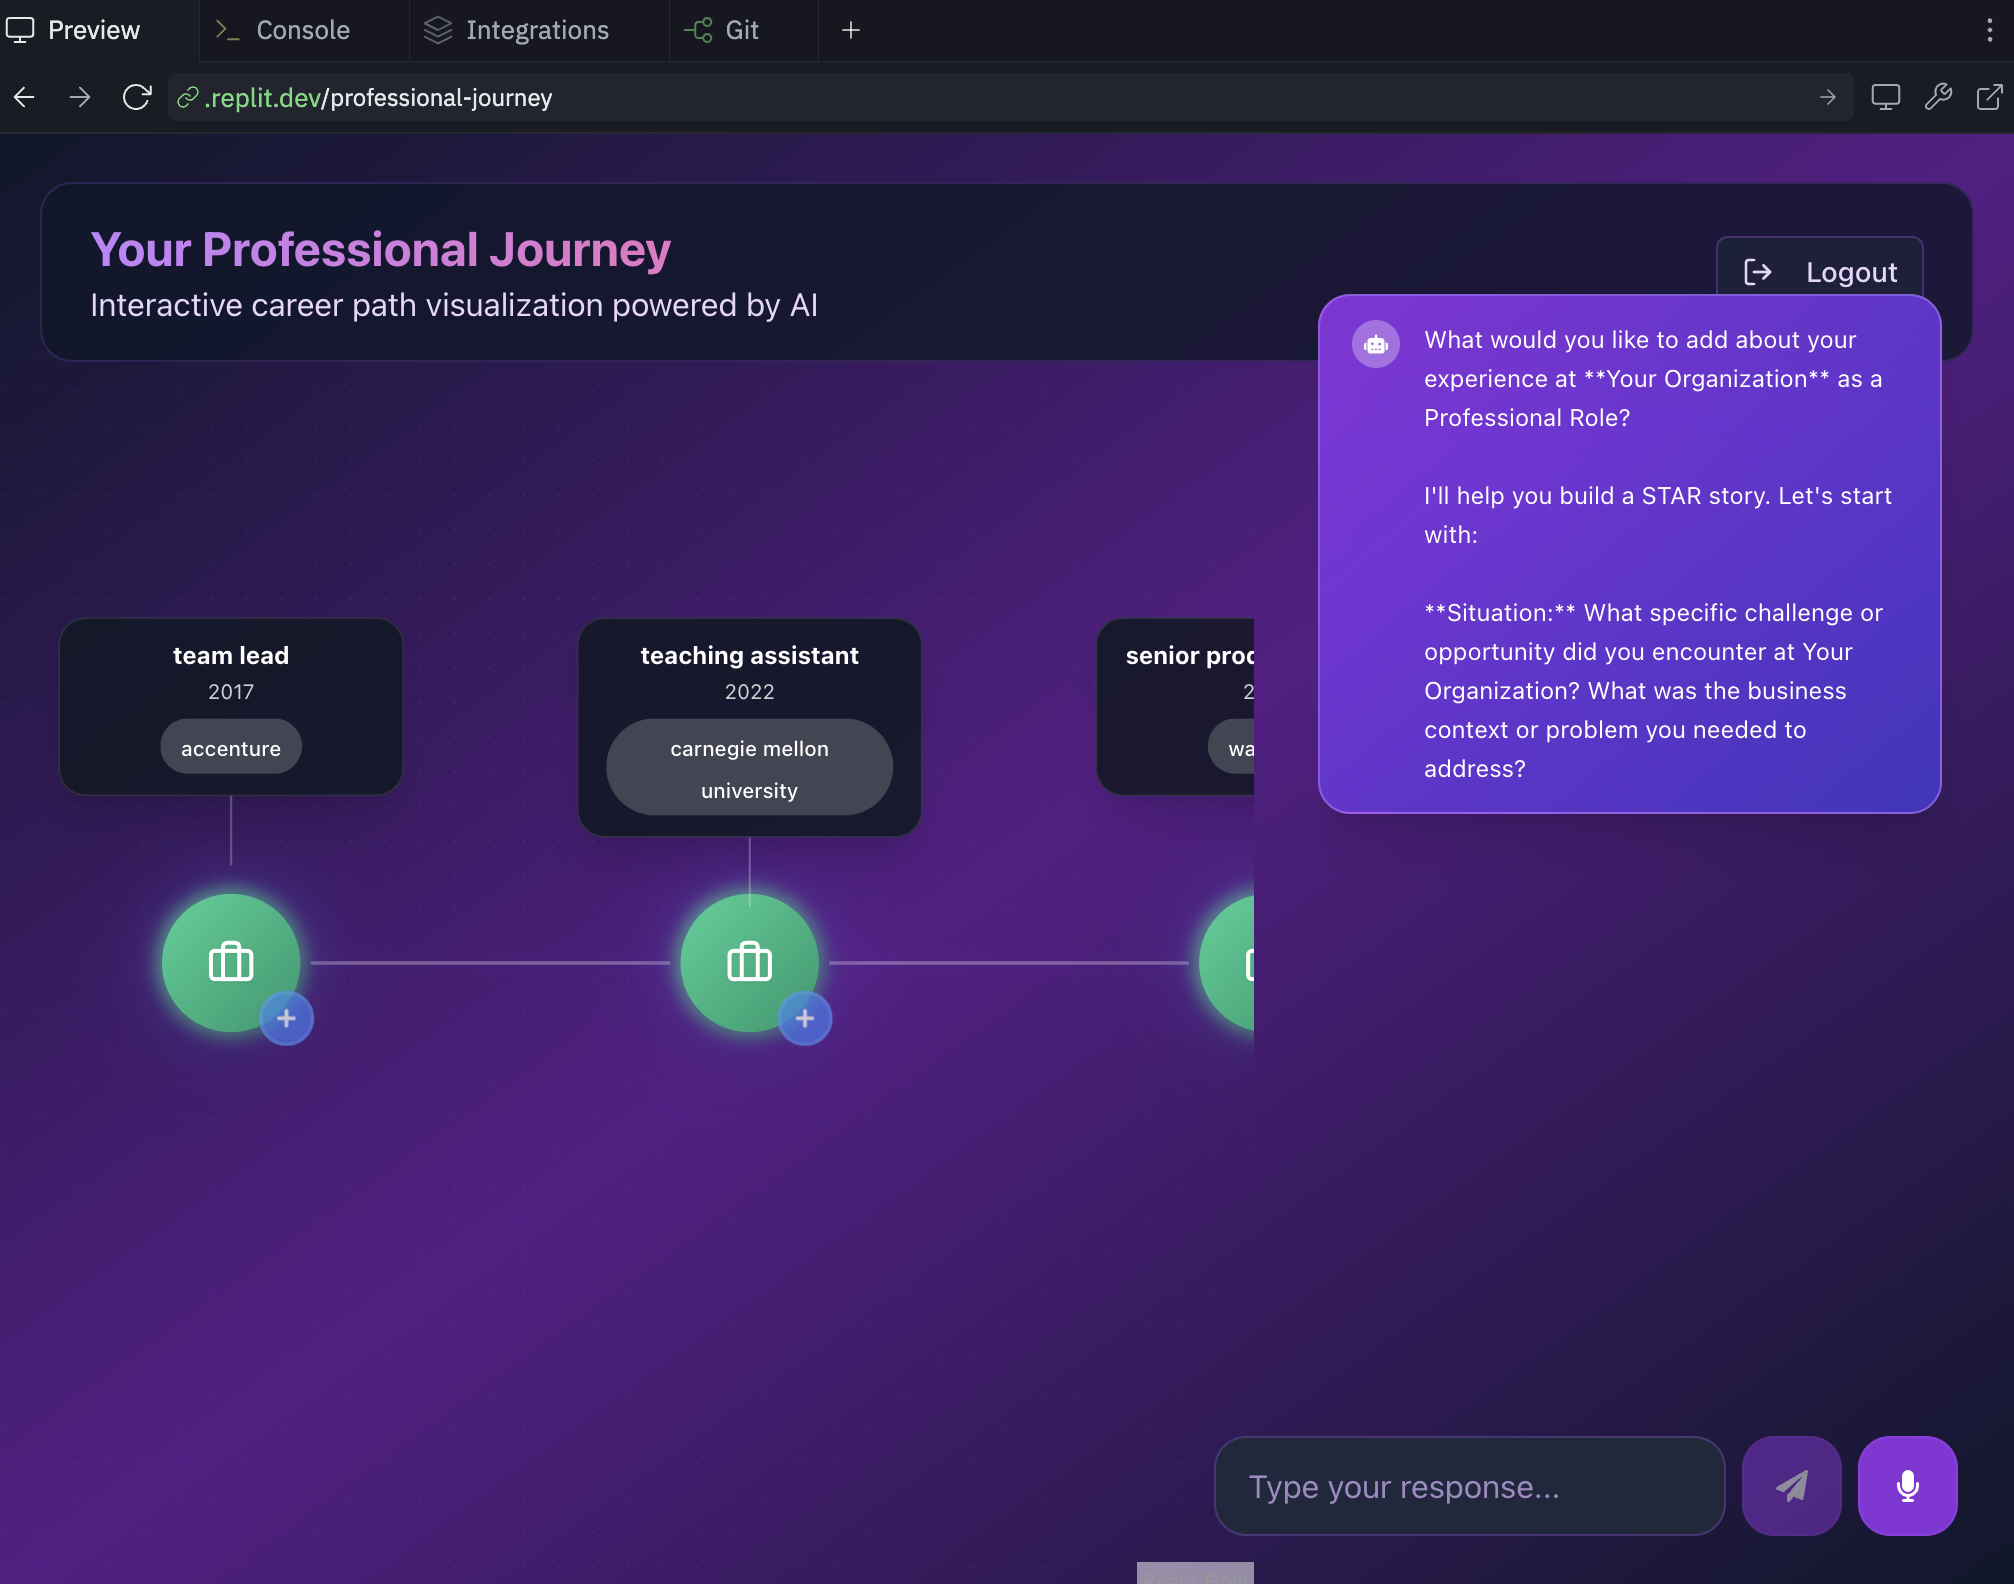 Preview
Console
Integrations
Git
.replit.dev/professional-journey
Your Professional Journey
Interactive career path visualization powered by AI
Logout
What would you like to add about your
experience at **Your Organization** as a
Professional Role?
I'll help you build a STAR story. Let's start
with:
**Situation:** What specific challenge or
opportunity did you encounter at Your
Organization? What was the business
context or problem you needed to
address?
team lead
2017
accenture
teaching assistant
2022
carnegie mellon
university
senior
Type your response...
React Flow